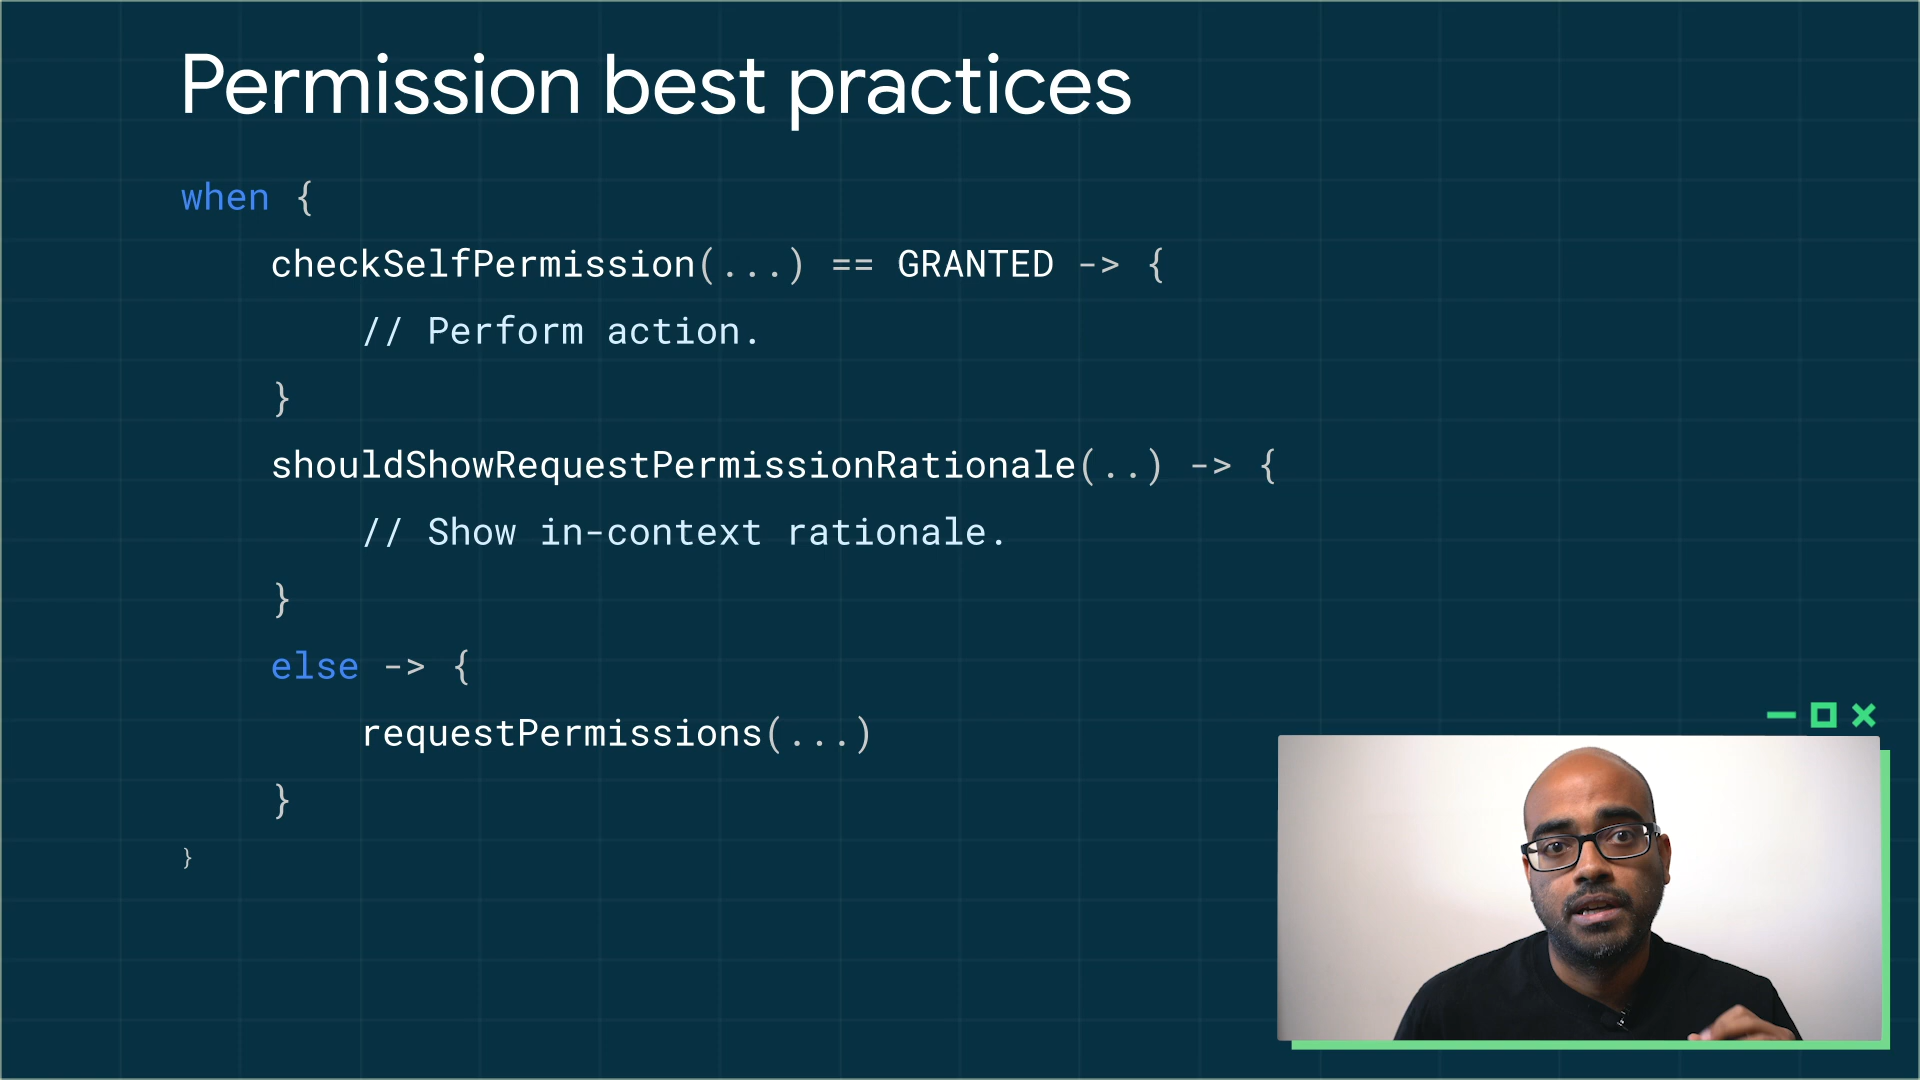 Permission best practices
when {
checkSelfPermission(...) == GRANTED -> {
// Perform action.
}
shouldShowRequestPermissionRationale(..) -> {
// Show in-context rationale.
}
else -> {
requestPermissions(...)
}
}